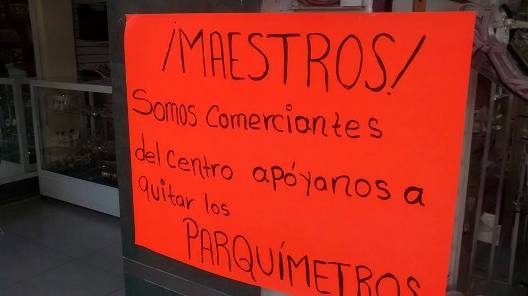 ¡MAESTROS!
Somos comerciantes
del centro apóyanos a
quitar los
PARQUÍMETROS